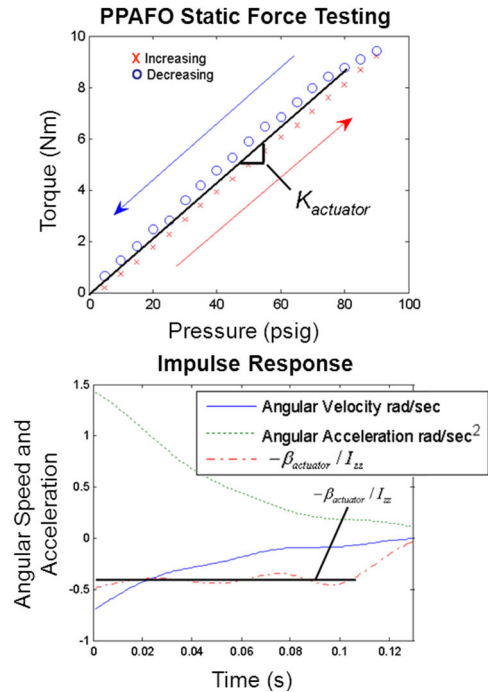 PPAFO Static Force Testing
10
8
6
4
2
0
Torque (Nm)
× Increasing
○ Decreasing
K_actuator
0 20 40 60 80 100
Pressure (psig)
Impulse Response
1.5
1
0.5
0
-0.5
-1
Angular Speed and
Acceleration
Angular Velocity rad/sec
Angular Acceleration rad/sec²
-β_actuator / I_zz
-β_actuator / I_zz
0 0.02 0.04 0.06 0.08 0.1 0.12
Time (s)